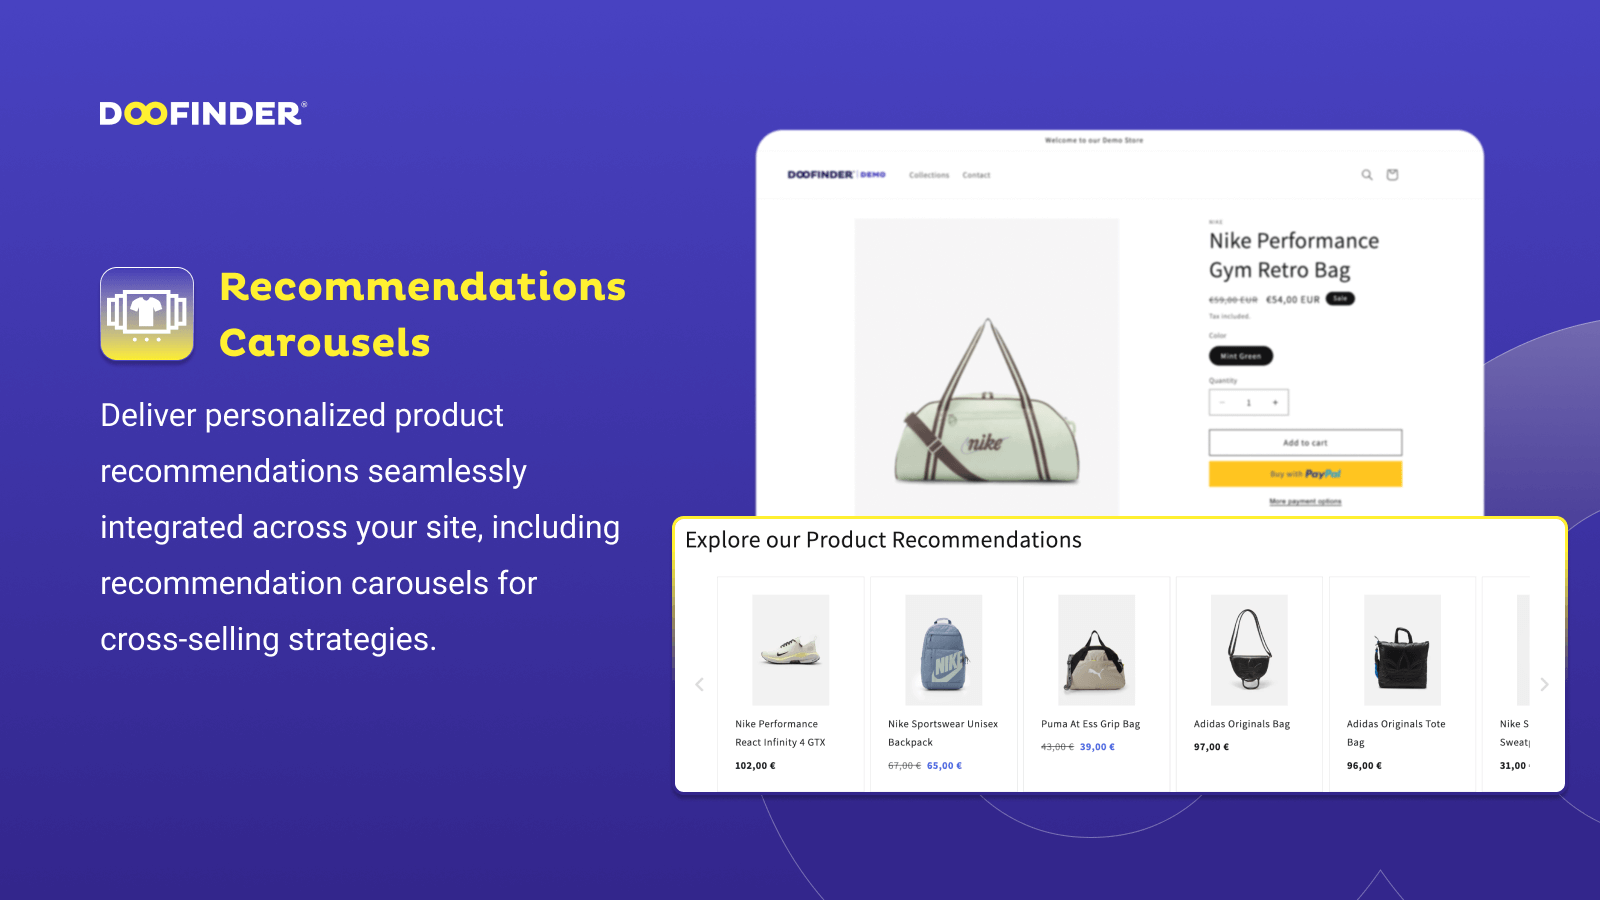 DOOFINDER®
Recommendations
Carousels
Deliver personalized product
recommendations seamlessly
integrated across your site, including
recommendation carousels for
cross-selling strategies.
Welcome to our Demo Store
DOOFINDER® | DEMO
Collections Contact
NIKE
Nike Performance
Gym Retro Bag
€59,00 EUR €54,00 EUR Sale
Tax included.
Color
Mint Green
Quantity
− 1 +
Add to cart
Buy with PayPal
More payment options
nike
Explore our Product Recommendations
NIKE
Nike Performance
React Infinity 4 GTX
102,00 €
Nike Sportswear Unisex
Backpack
67,00 € 65,00 €
Puma At Ess Grip Bag
43,00 € 39,00 €
Adidas Originals Bag
97,00 €
Adidas Originals Tote
Bag
96,00 €
Nike S
Sweat
31,00